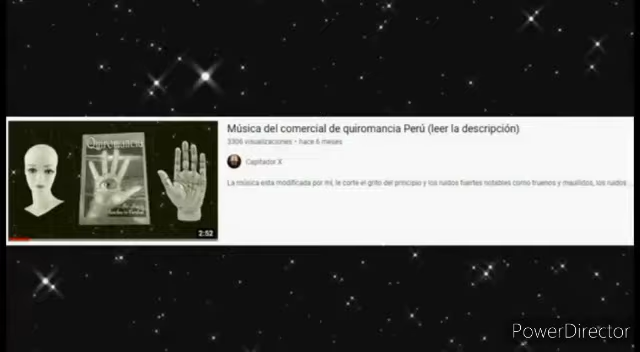 Música del comercial de quiromancia Perú (leer la descripción)
3306 visualizaciones • hace 6 meses
Quiromancia
Capitador X
La música esta modificada por mi, le corte el grito del principio y los ruidos fuertes notables como truenos y maullidos, los ruidos
2:52
PowerDirector